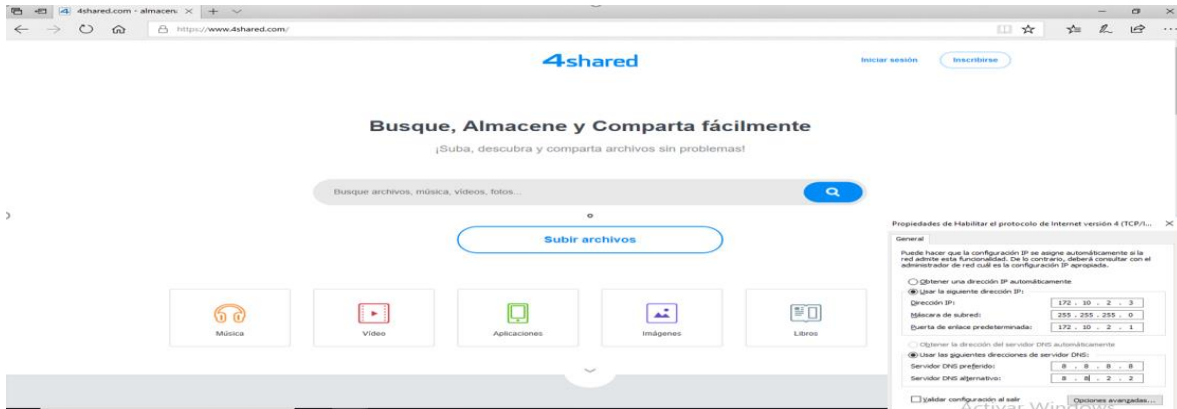 4shared.com - almacen
https://www.4shared.com/
4shared
Iniciar sesión
Inscribirse
Busque, Almacene y Comparta fácilmente
¡Suba, descubra y comparta archivos sin problemas!
Busque archivos, música, vídeos, fotos...
o
Subir archivos
Música
Vídeo
Aplicaciones
Imágenes
Libros
Propiedades de Habilitar el protocolo de Internet versión 4 (TCP/I...
General
Puede hacer que la configuración IP se asigne automáticamente si la
red admite esta funcionalidad. De lo contrario, deberá consultar con el
administrador de red cuál es la configuración IP apropiada.
Obtener una dirección IP automáticamente
Usar la siguiente dirección IP:
Dirección IP: 172 . 10 . 2 . 3
Máscara de subred: 255 . 255 . 255 . 0
Puerta de enlace predeterminada: 172 . 10 . 2 . 1
Obtener la dirección del servidor DNS automáticamente
Usar las siguientes direcciones de servidor DNS:
Servidor DNS preferido: 8 . 8 . 8 . 8
Servidor DNS alternativo: 8 . 8 . 2 . 2
Validar configuración al salir
Opciones avanzadas...
Activar Windows